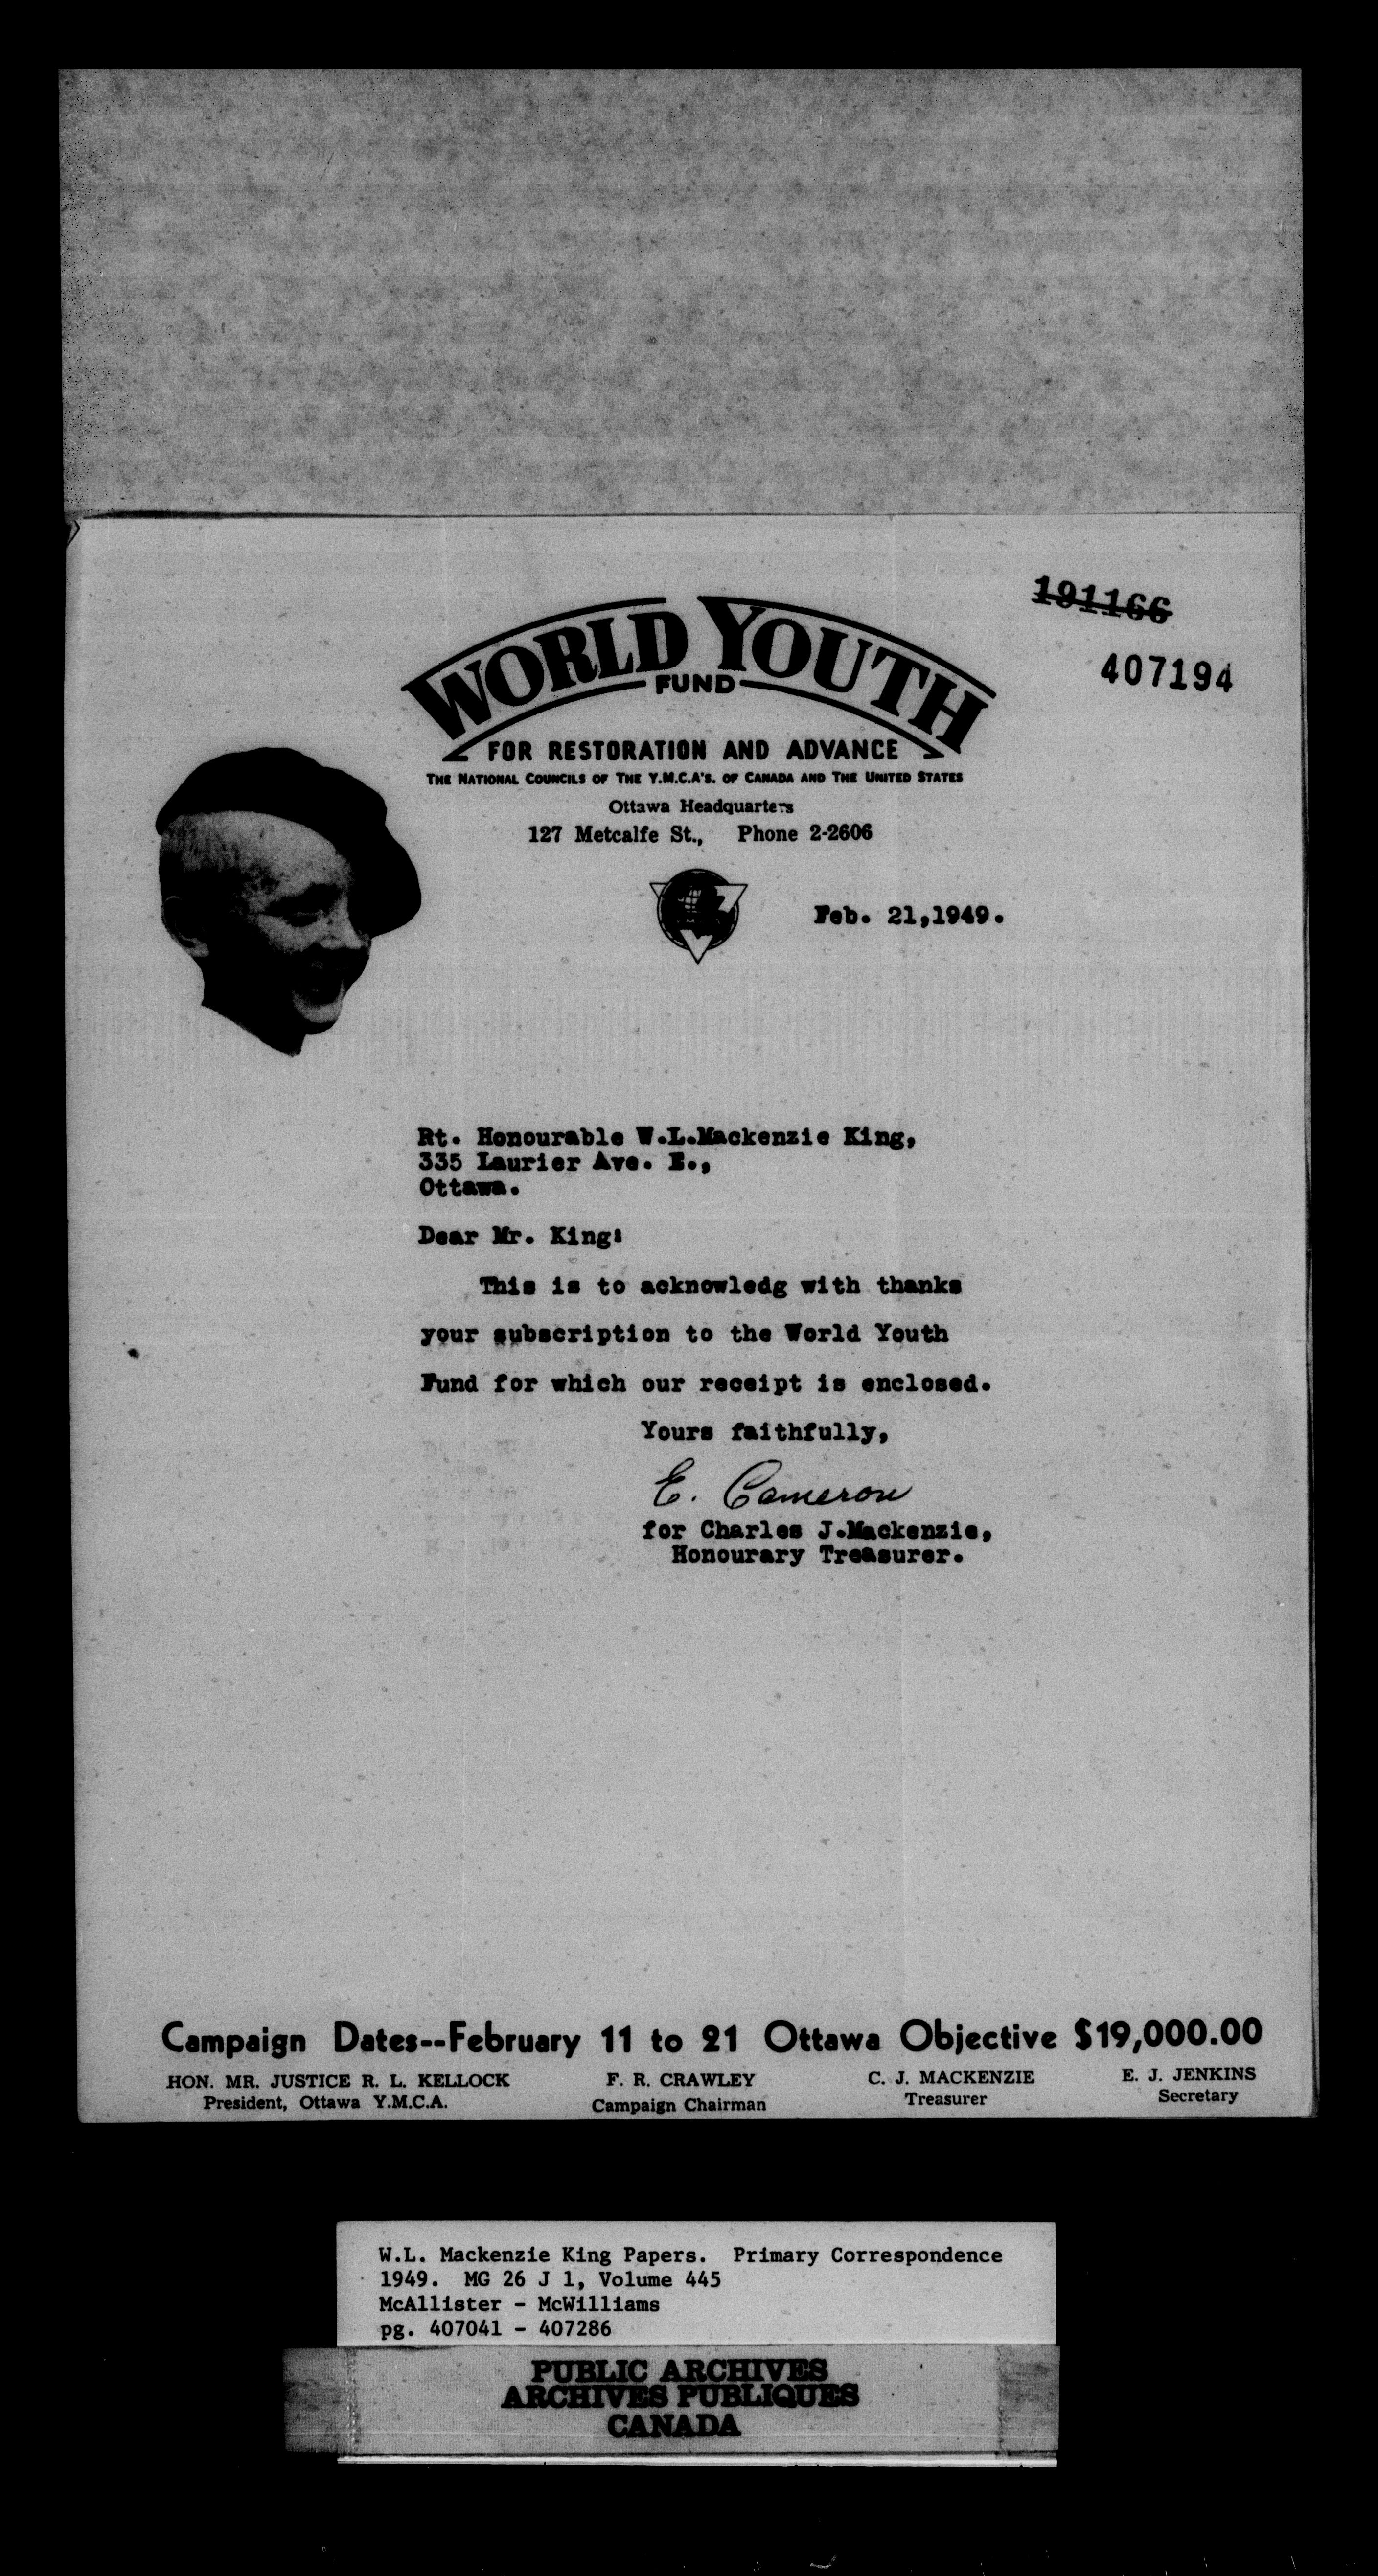 191166
407194
WORLD YOUTH
FUND
FOR RESTORATION AND ADVANCE
THE NATIONAL COUNCILS OF THE Y.M.C.A'S. OF CANADA AND THE UNITED STATES
Ottawa Headquarters
127 Metcalfe St., Phone 2-2606
Feb. 21,1949.
Rt. Honourable W.L.Mackenzie King,
335 Laurier Ave. E.,
Ottawa.
Dear Mr. King:
This is to acknowledg with thanks
your subscription to the World Youth
Fund for which our receipt is enclosed.
Yours faithfully,
E. Cameron
for Charles J.Mackenzie,
Honourary Treasurer.
Campaign Dates--February 11 to 21 Ottawa Objective $19,000.00
HON. MR. JUSTICE R. L. KELLOCK F. R. CRAWLEY C. J. MACKENZIE E. J. JENKINS
President, Ottawa Y.M.C.A. Campaign Chairman Treasurer Secretary
W.L. Mackenzie King Papers. Primary Correspondence
1949. MG 26 J 1, Volume 445
McAllister - McWilliams
pg. 407041 - 407286
PUBLIC ARCHIVES
ARCHIVES PUBLIQUES
CANADA